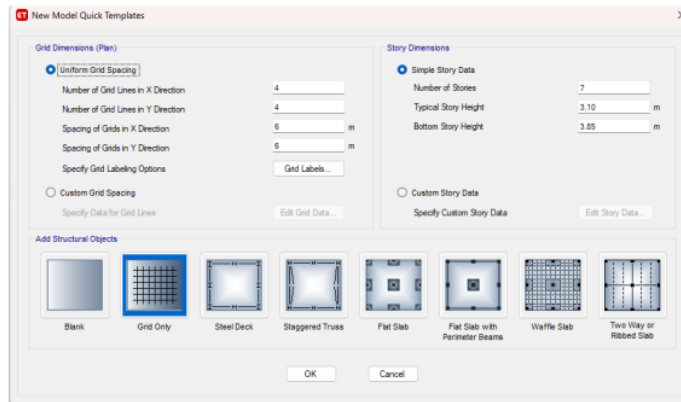 ET New Model Quick Templates
Grid Dimensions (Plan)
Uniform Grid Spacing
Number of Grid Lines in X Direction 4
Number of Grid Lines in Y Direction 4
Spacing of Grids in X Direction 6 m
Spacing of Grids in Y Direction 6 m
Specify Grid Labeling Options Grid Labels...
Custom Grid Spacing
Specify Data for Grid Lines Edit Grid Data...
Story Dimensions
Simple Story Data
Number of Stories 7
Typical Story Height 3.10 m
Bottom Story Height 3.85 m
Custom Story Data
Specify Custom Story Data Edit Story Data...
Add Structural Objects
Blank
Grid Only
Steel Deck
Staggered Truss
Flat Slab
Flat Slab with
Perimeter Beams
Waffle Slab
Two Way or
Ribbed Slab
OK
Cancel